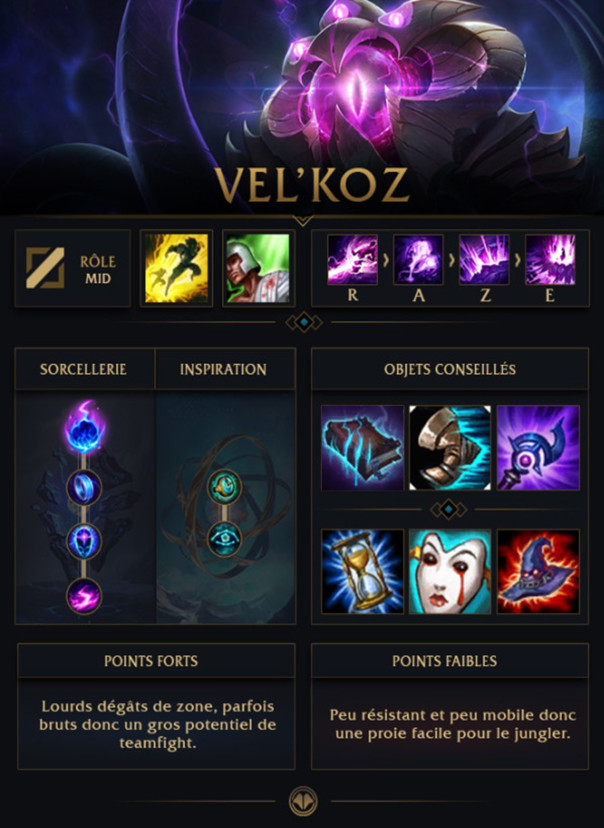 VEL'KOZ
RÔLE
MID
R A Z E
SORCELLERIE
INSPIRATION
OBJETS CONSEILLÉS
POINTS FORTS
Lourds dégâts de zone, parfois
bruts donc un gros potentiel de
teamfight.
POINTS FAIBLES
Peu résistant et peu mobile donc
une proie facile pour le jungler.